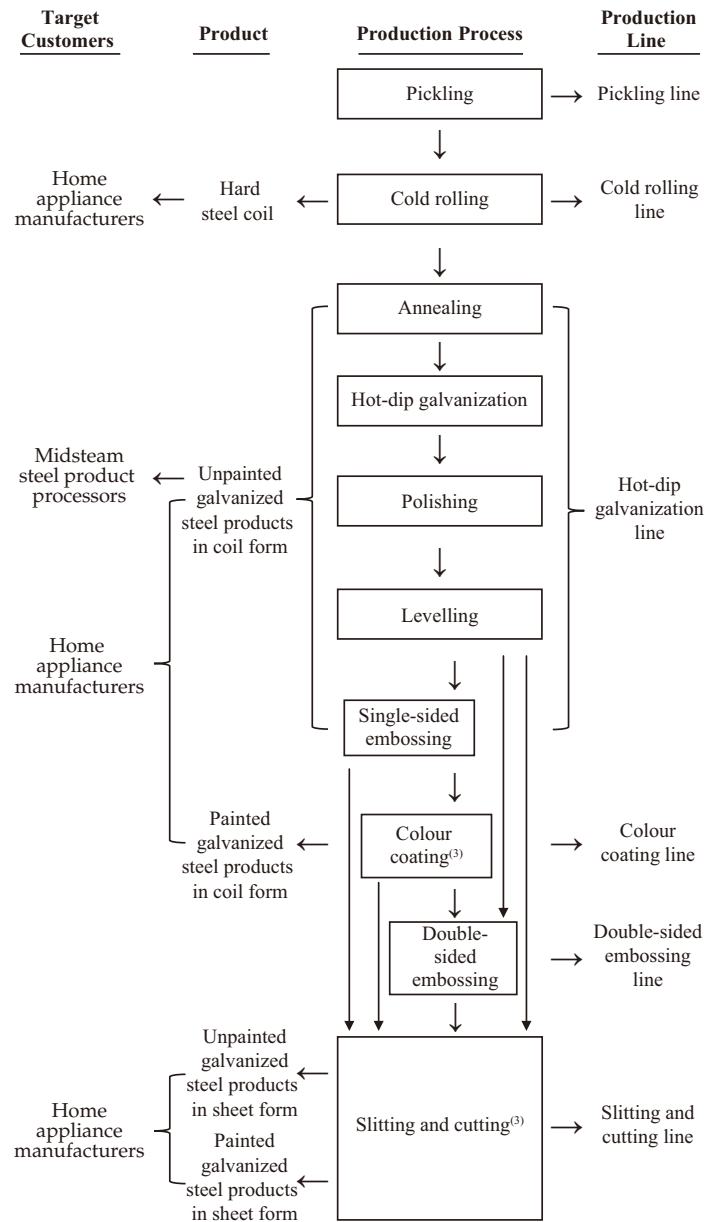 Target
Customers
Product
Production Process
Production
Line
Pickling
Pickling line
Home
appliance
manufacturers
Hard
steel coil
Cold rolling
Cold rolling
line
Annealing
Hot-dip galvanization
Midsteam
steel product
processors
Unpainted
galvanized
steel products
in coil form
Polishing
Hot-dip
galvanization
line
Levelling
Home
appliance
manufacturers
Single-sided
embossing
Painted
galvanized
steel products
in coil form
Colour
coating(3)
Colour
coating line
Double-
sided
embossing
Double-sided
embossing
line
Unpainted
galvanized
steel products
in sheet form
Home
appliance
manufacturers
Painted
galvanized
steel products
in sheet form
Slitting and cutting(3)
Slitting and
cutting line